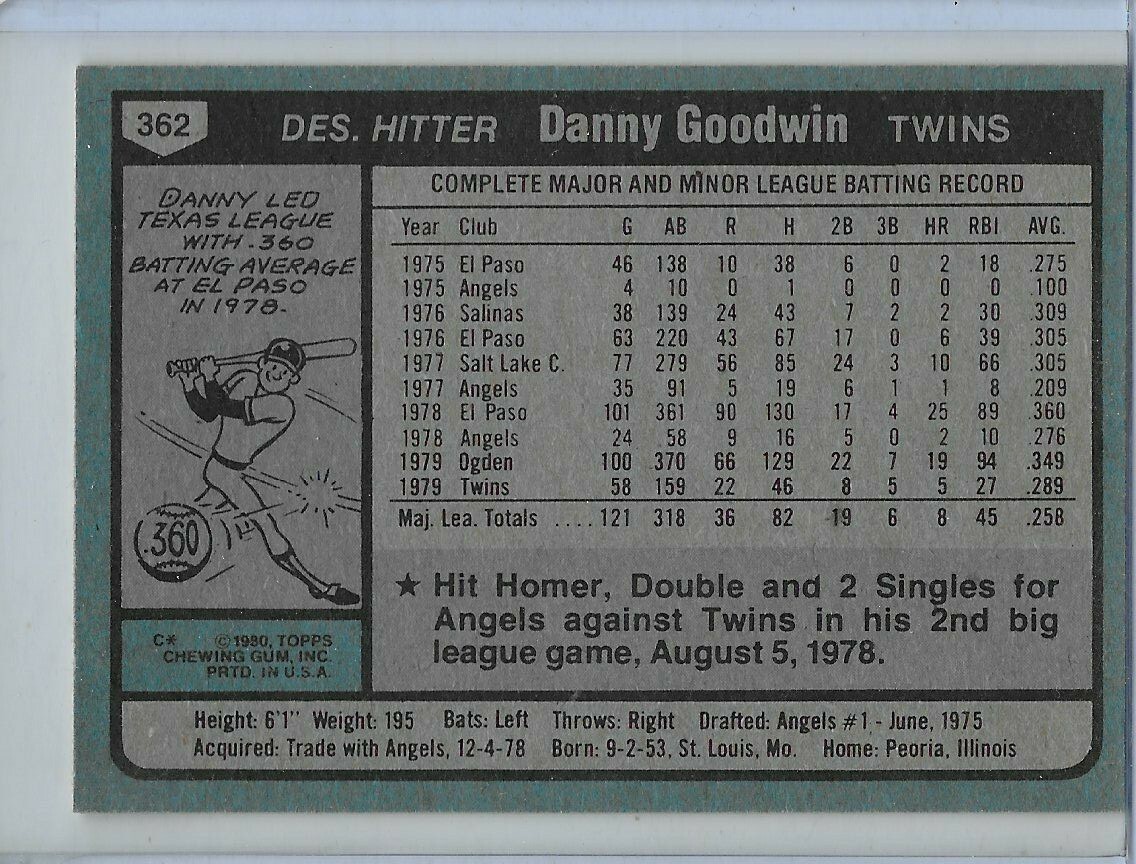 362 DES. HITTER Danny Goodwin TWINS
DANNY LED
TEXAS LEAGUE
WITH .360
BATTING AVERAGE
AT EL PASO
IN 1978.
.360
C* ©1980, TOPPS
CHEWING GUM, INC.
PRTD. IN U.S.A.
COMPLETE MAJOR AND MINOR LEAGUE BATTING RECORD
Year Club G AB R H 2B 3B HR RBI AVG.
1975 El Paso 46 138 10 38 6 0 2 18 .275
1975 Angels 4 10 0 1 0 0 0 0 .100
1976 Salinas 38 139 24 43 7 2 2 30 .309
1976 El Paso 63 220 43 67 17 0 6 39 .305
1977 Salt Lake C. 77 279 56 85 24 3 10 66 .305
1977 Angels 35 91 5 19 6 1 1 8 .209
1978 El Paso 101 361 90 130 17 4 25 89 .360
1978 Angels 24 58 9 16 5 0 2 10 .276
1979 Ogden 100 370 66 129 22 7 19 94 .349
1979 Twins 58 159 22 46 8 5 5 27 .289
Maj. Lea. Totals .... 121 318 36 82 19 6 8 45 .258
★ Hit Homer, Double and 2 Singles for
Angels against Twins in his 2nd big
league game, August 5, 1978.
Height: 6'1" Weight: 195 Bats: Left Throws: Right Drafted: Angels #1 - June, 1975
Acquired: Trade with Angels, 12-4-78 Born: 9-2-53, St. Louis, Mo. Home: Peoria, Illinois